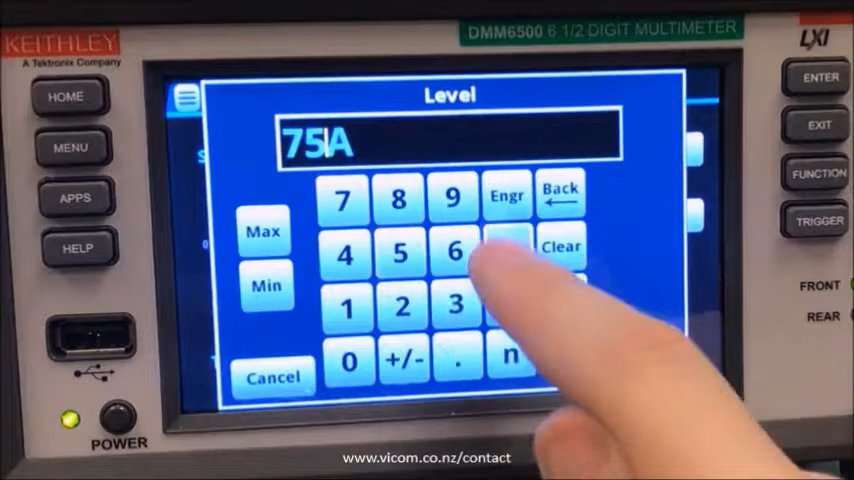 KEITHLEY
A Tektronix Company
DMM6500 6 1/2 DIGIT MULTIMETER
LXI
HOME
MENU
APPS
HELP
POWER
Level
75A
Max
Min
Cancel
7 8 9 Engr Back
4 5 6 Clear
1 2 3
0 +/- . n
ENTER
EXIT
FUNCTION
TRIGGER
FRONT
REAR
www.vicom.co.nz/contact